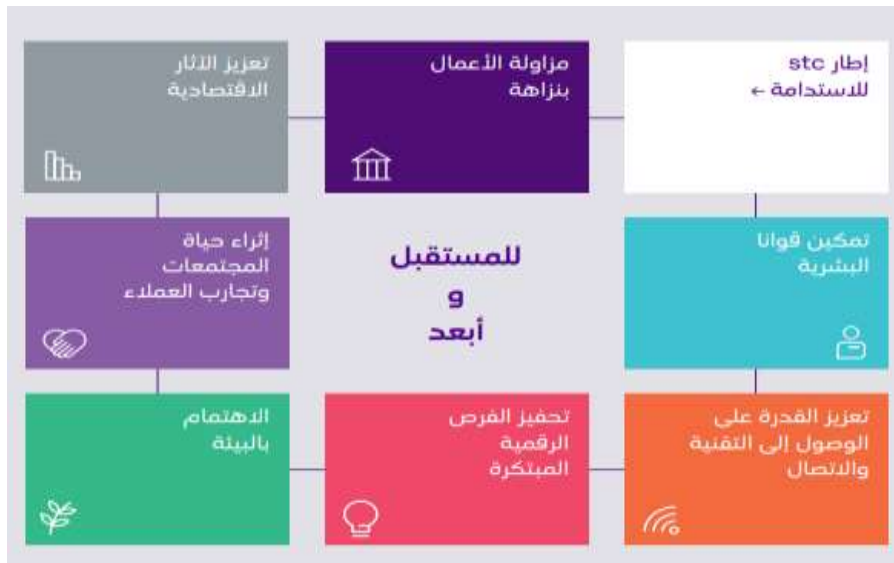 إطار stc
للاستدامة ←
مزاولة الأعمال
بنزاهة
تعزيز الآثار
الاقتصادية
تمكين قوانا
البشرية
للمستقبل
و
أبعد
إثراء حياة
المجتمعات
وتجارب العملاء
تعزيز القدرة على
الوصول إلى التقنية
والاتصال
تحفيز الفرص
الرقمية
المبتكرة
الاهتمام
بالبيئة